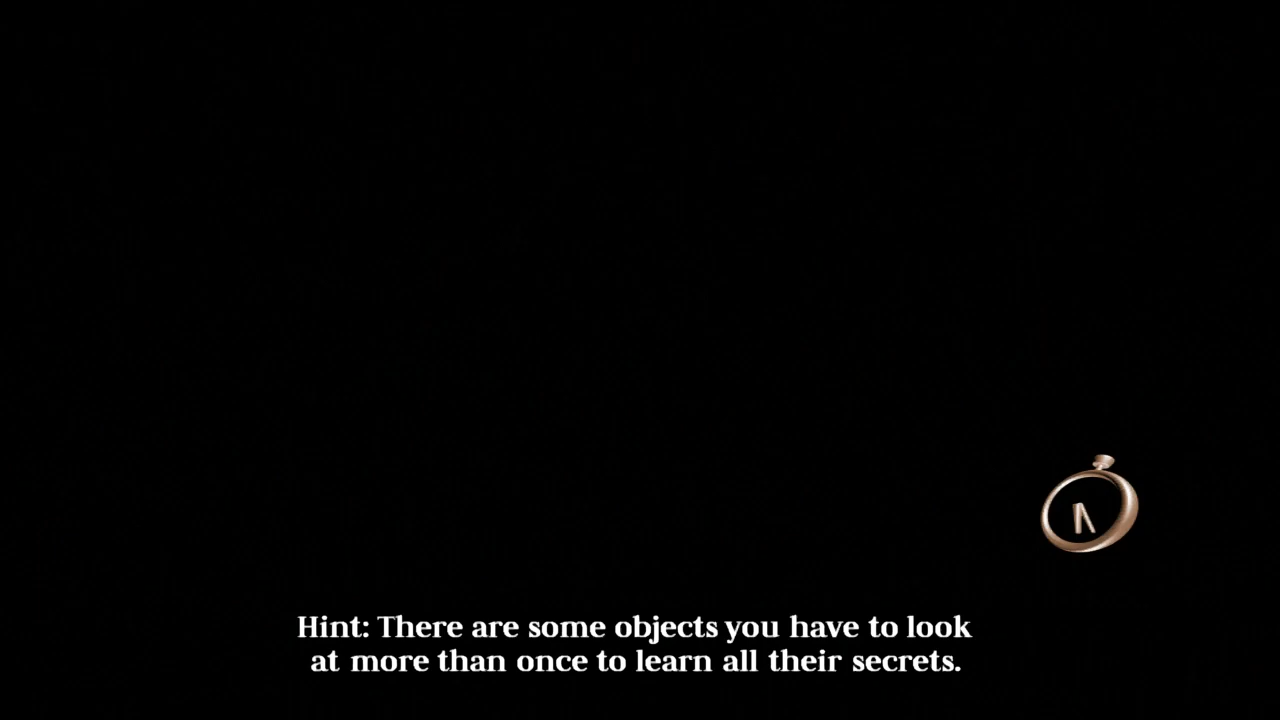 Hint: There are some objects you have to look
at more than once to learn all their secrets.